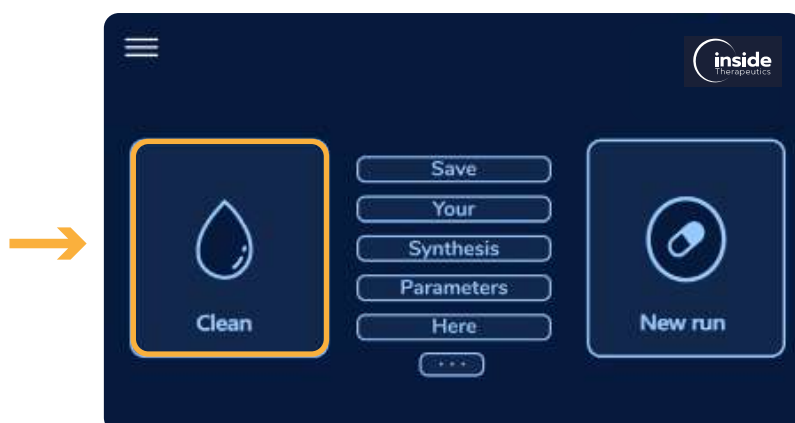 inside
Therapeutics
Save
Your
Synthesis
Parameters
Here
...
Clean
New run